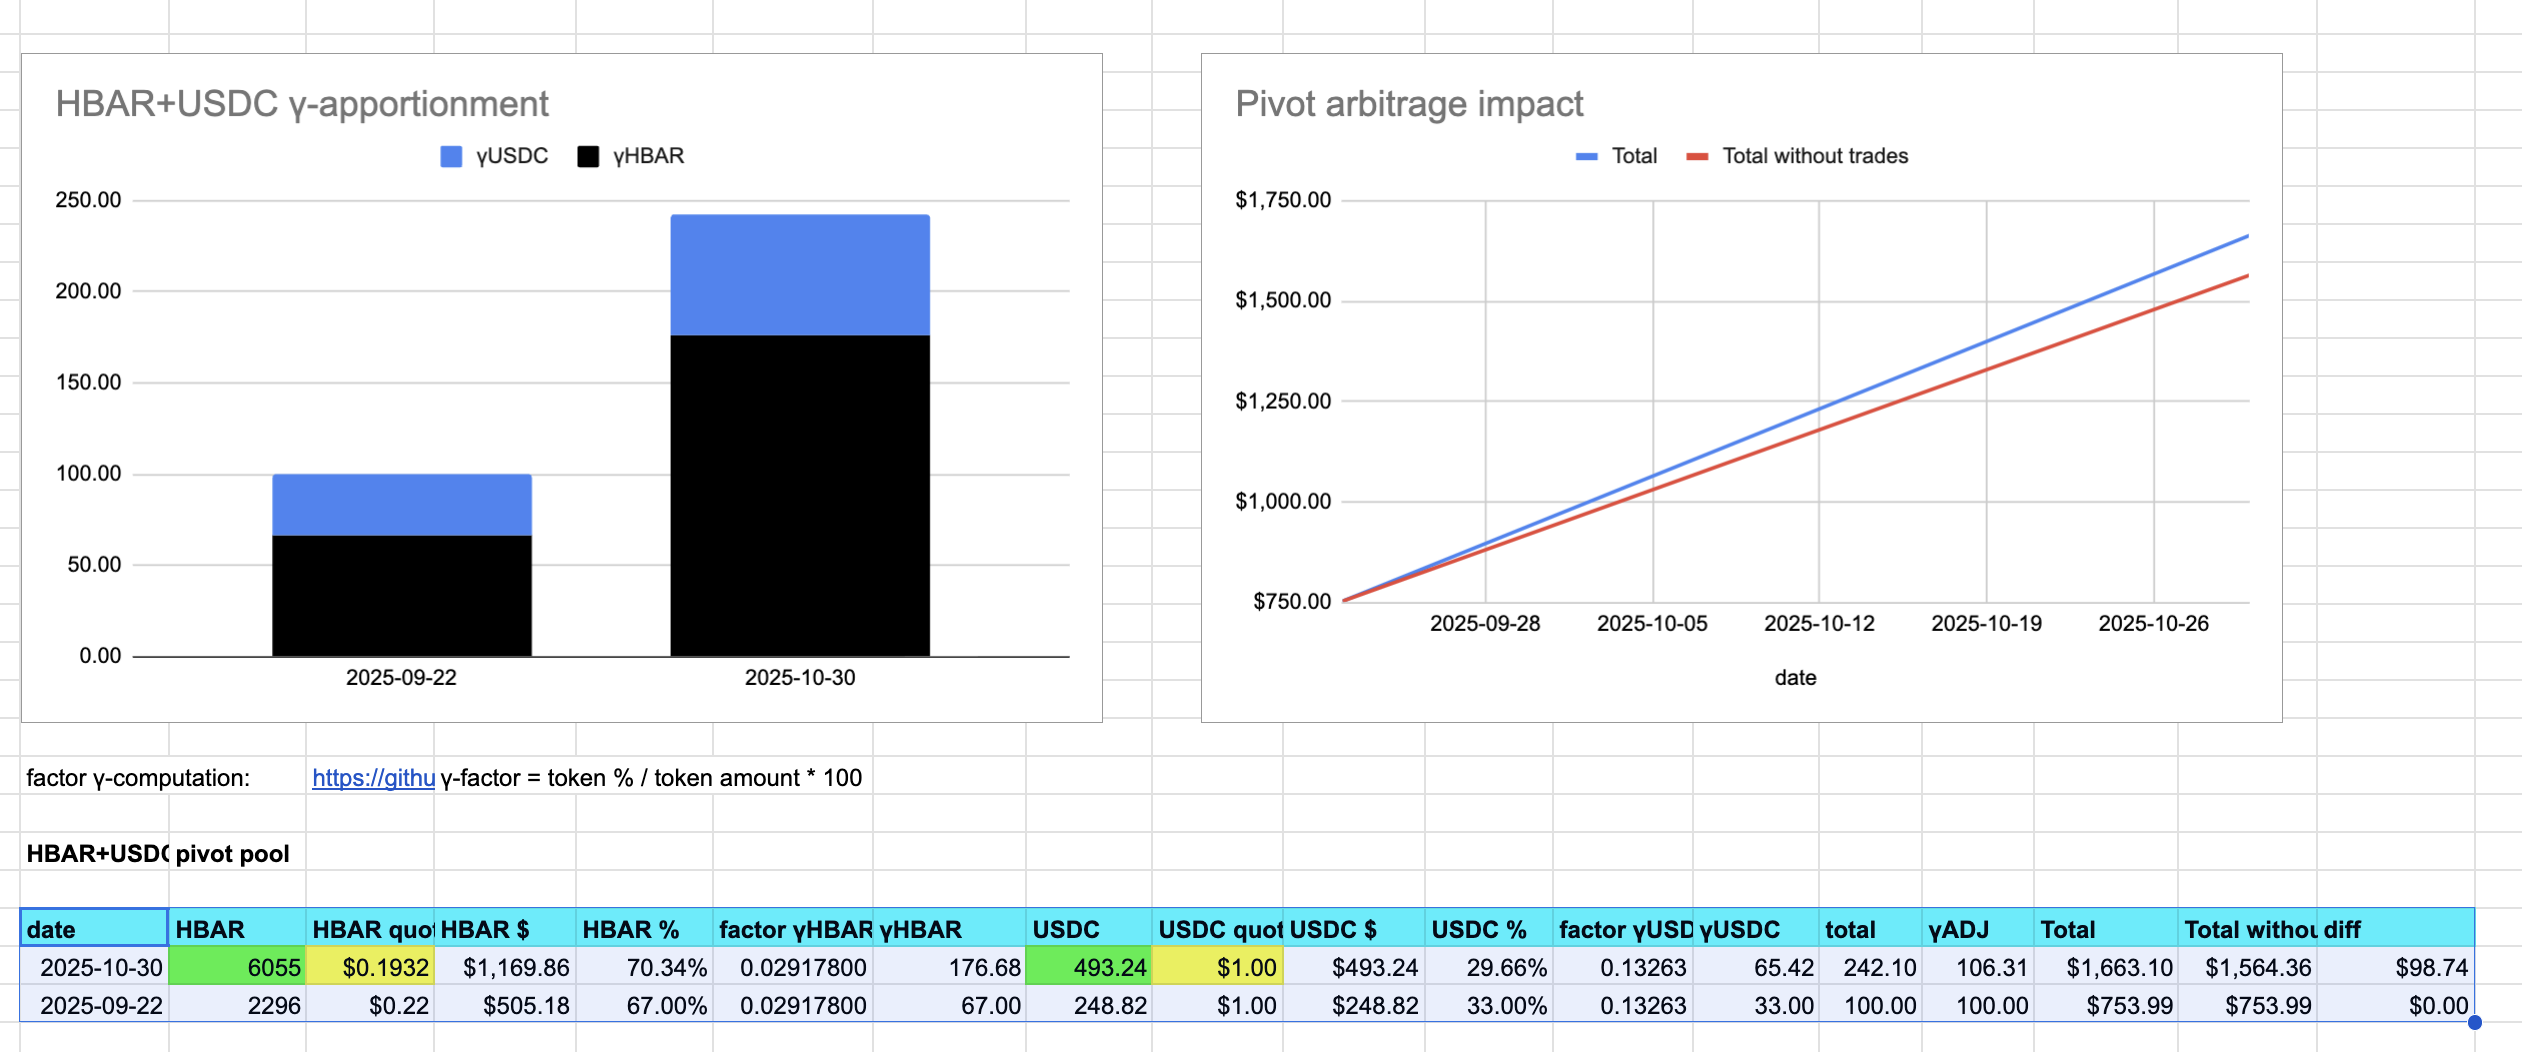 HBAR+USDC γ-apportionment
γUSDC γHBAR
250.00
200.00
150.00
100.00
50.00
0.00
2025-09-22 2025-10-30
Pivot arbitrage impact
Total Total without trades
$1,750.00
$1,500.00
$1,250.00
$1,000.00
$750.00
2025-09-28 2025-10-05 2025-10-12 2025-10-19 2025-10-26
date
factor γ-computation: https://githu γ-factor = token % / token amount * 100
HBAR+USDC pivot pool
date HBAR HBAR quot HBAR $ HBAR % factor γHBAR γHBAR USDC USDC quot USDC $ USDC % factor γUSD γUSDC total γADJ Total Total withou diff
2025-10-30 6055 $0.1932 $1,169.86 70.34% 0.02917800 176.68 493.24 $1.00 $493.24 29.66% 0.13263 65.42 242.10 106.31 $1,663.10 $1,564.36 $98.74
2025-09-22 2296 $0.22 $505.18 67.00% 0.02917800 67.00 248.82 $1.00 $248.82 33.00% 0.13263 33.00 100.00 100.00 $753.99 $753.99 $0.00